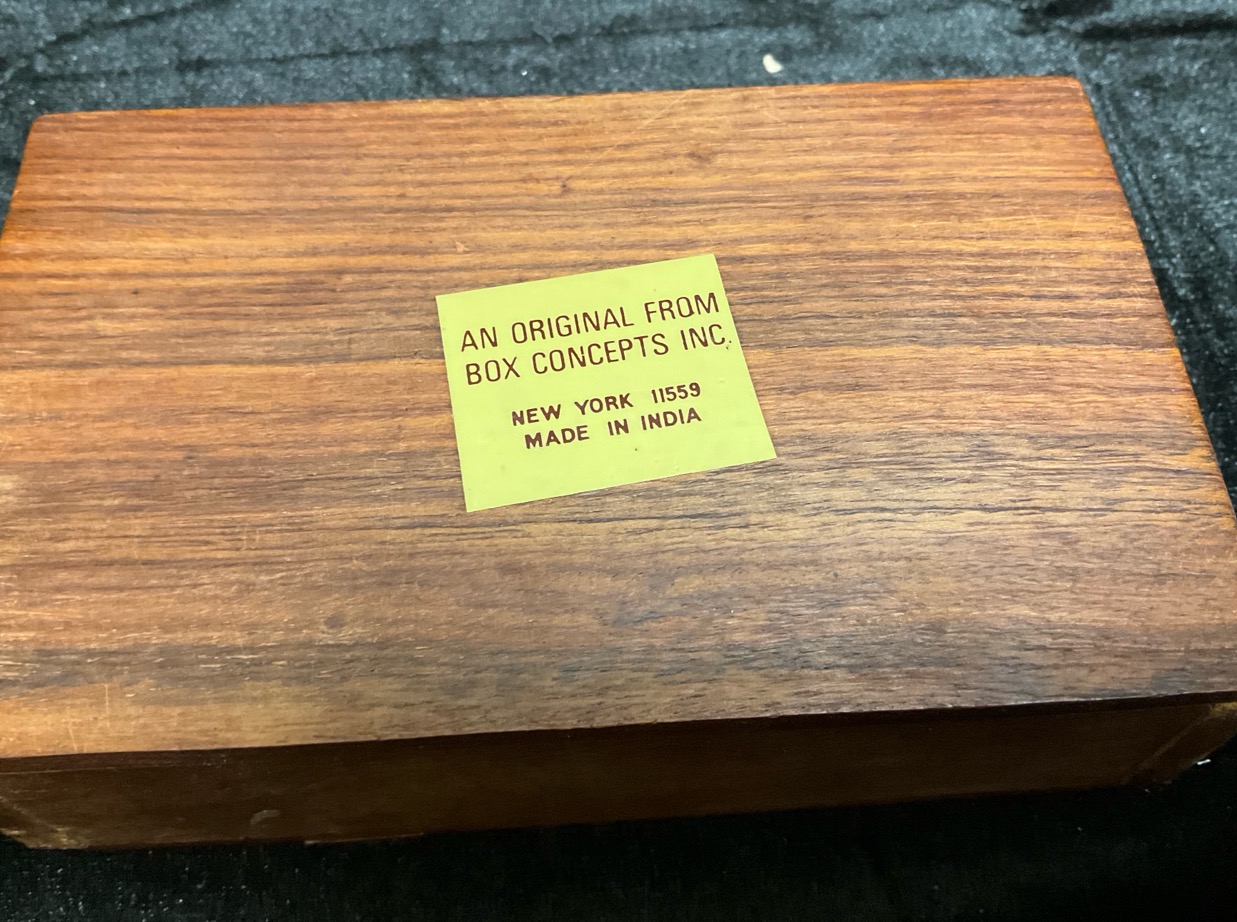 AN ORIGINAL FROM
BOX CONCEPTS INC.
NEW YORK 11559
MADE IN INDIA